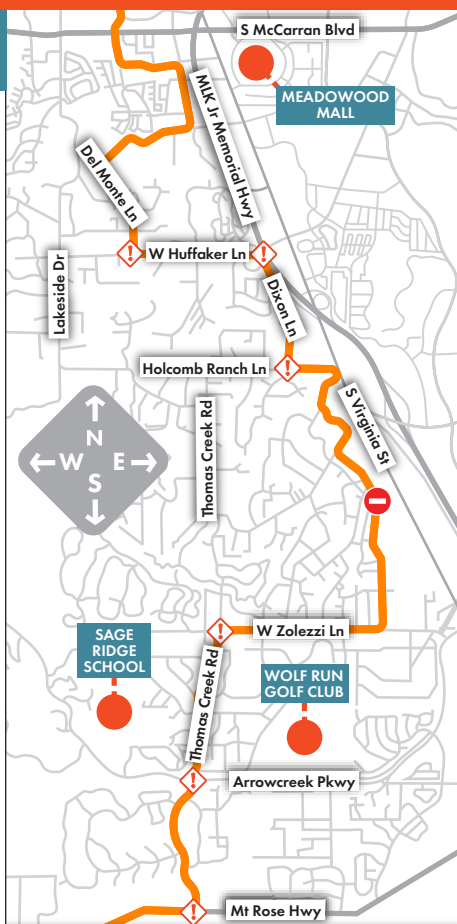 S McCarran Blvd
MEADOWOOD
MALL
MLK Jr Memorial Hwy
Del Monte Ln
W Huffaker Ln
Lakeside Dr
Dixon Ln
Holcomb Ranch Ln
S Virginia St
Thomas Creek Rd
N
W E
S
W Zolezzi Ln
SAGE
RIDGE
SCHOOL
Thomas Creek Rd
WOLF RUN
GOLF CLUB
Arrowcreek Pkwy
Mt Rose Hwy